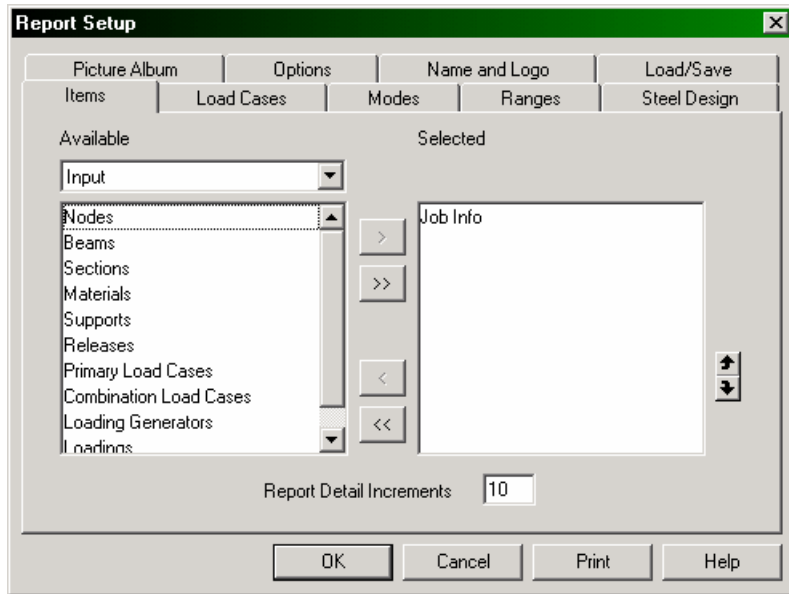 Report Setup
Picture Album Options Name and Logo Load/Save
Items Load Cases Modes Ranges Steel Design
Available Selected
Input
Nodes > Job Info
Beams
Sections >>
Materials
Supports
Releases
Primary Load Cases <
Combination Load Cases
Loading Generators <<
Loadings
Report Detail Increments 10
OK Cancel Print Help